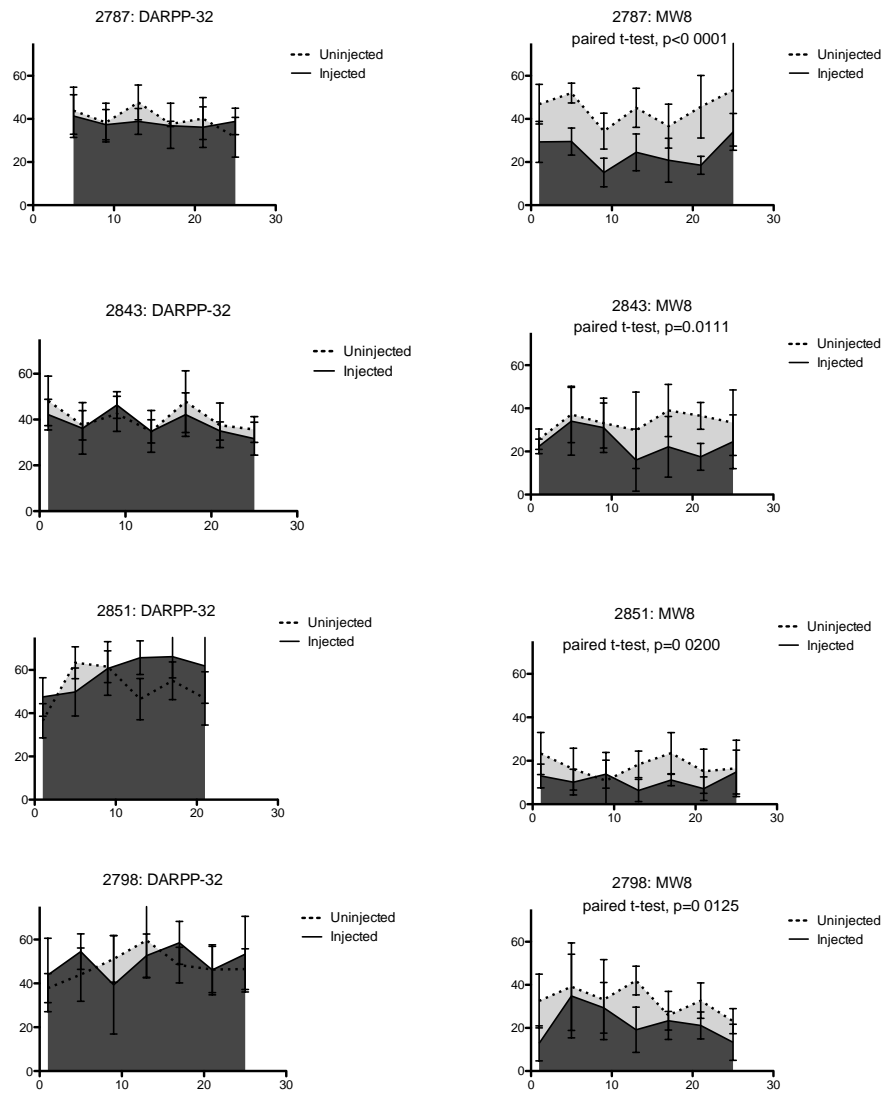 2787: DARPP-32
Uninjected
Injected
60
40
20
0
0 10 20 30
2787: MW8
paired t-test, p<0 0001
Uninjected
Injected
60
40
20
0
0 10 20 30
2843: DARPP-32
Uninjected
Injected
60
40
20
0
0 10 20 30
2843: MW8
paired t-test, p=0.0111
Uninjected
Injected
60
40
20
0
0 10 20 30
2851: DARPP-32
Uninjected
Injected
60
40
20
0
0 10 20 30
2851: MW8
paired t-test, p=0 0200
Uninjected
Injected
60
40
20
0
0 10 20 30
2798: DARPP-32
Uninjected
Injected
60
40
20
0
0 10 20 30
2798: MW8
paired t-test, p=0 0125
Uninjected
Injected
60
40
20
0
0 10 20 30